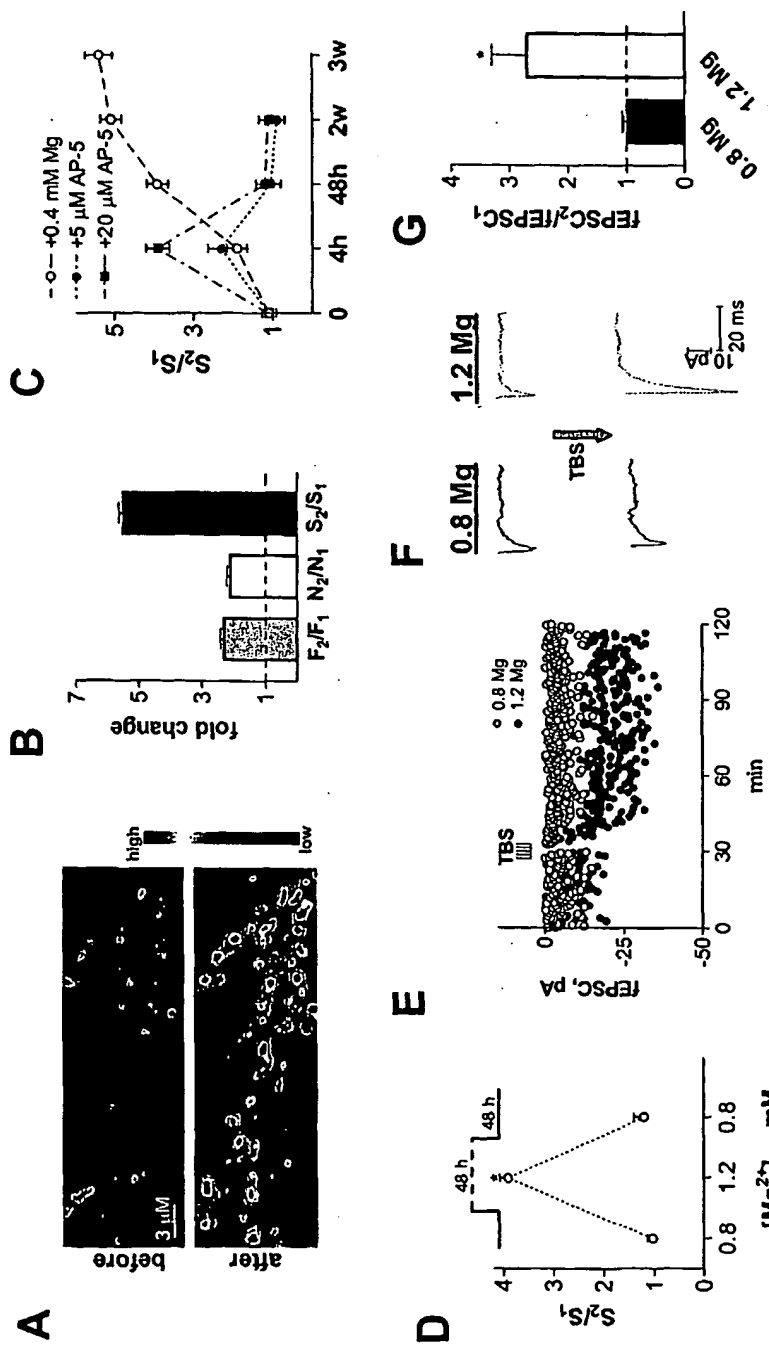 A
before
after
3 µM
high
low
B
fold change
7
5
3
1
F₂/F₁ N₂/N₁ S₂/S₁
C
+0.4 mM Mg
+5 µM AP-5
+20 µM AP-5
S₂/S₁
5
3
1
0 4h 48h 2w 3w
D
48 h
48 h
*
S₂/S₁
4
3
2
1
0
0.8 1.2 0.8
E
TBS
0.8 Mg
1.2 Mg
fEPSC, pA
0
-25
-50
0 30 60 90 120
min
F
0.8 Mg 1.2 Mg
TBS
10 pA
20 ms
G
*
fEPSC₂/fEPSC₁
4
3
2
1
0
0.8 Mg 1.2 Mg